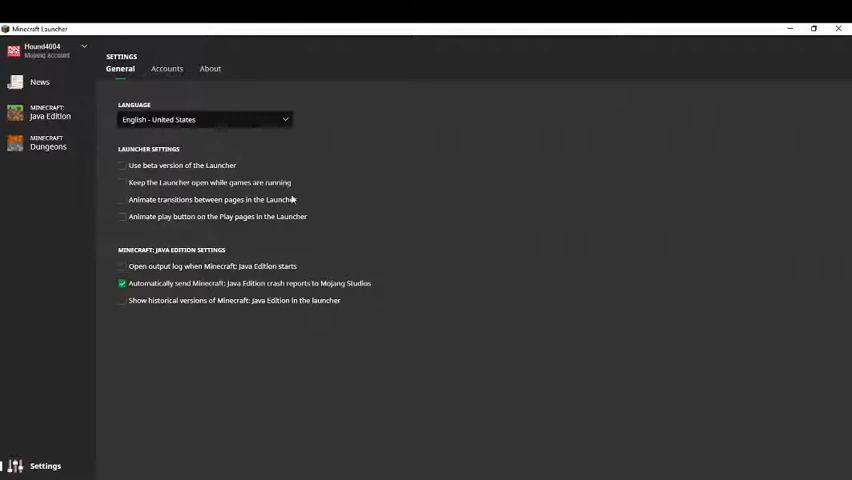 Minecraft Launcher
Hound4004
Mojang account
News
MINECRAFT:
Java Edition
MINECRAFT
Dungeons
Settings
SETTINGS
General Accounts About
LANGUAGE
English - United States
LAUNCHER SETTINGS
Use beta version of the Launcher
Keep the Launcher open while games are running
Animate transitions between pages in the Launcher
Animate play button on the Play pages in the Launcher
MINECRAFT: JAVA EDITION SETTINGS
Open output log when Minecraft: Java Edition starts
Automatically send Minecraft: Java Edition crash reports to Mojang Studios
Show historical versions of Minecraft: Java Edition in the launcher